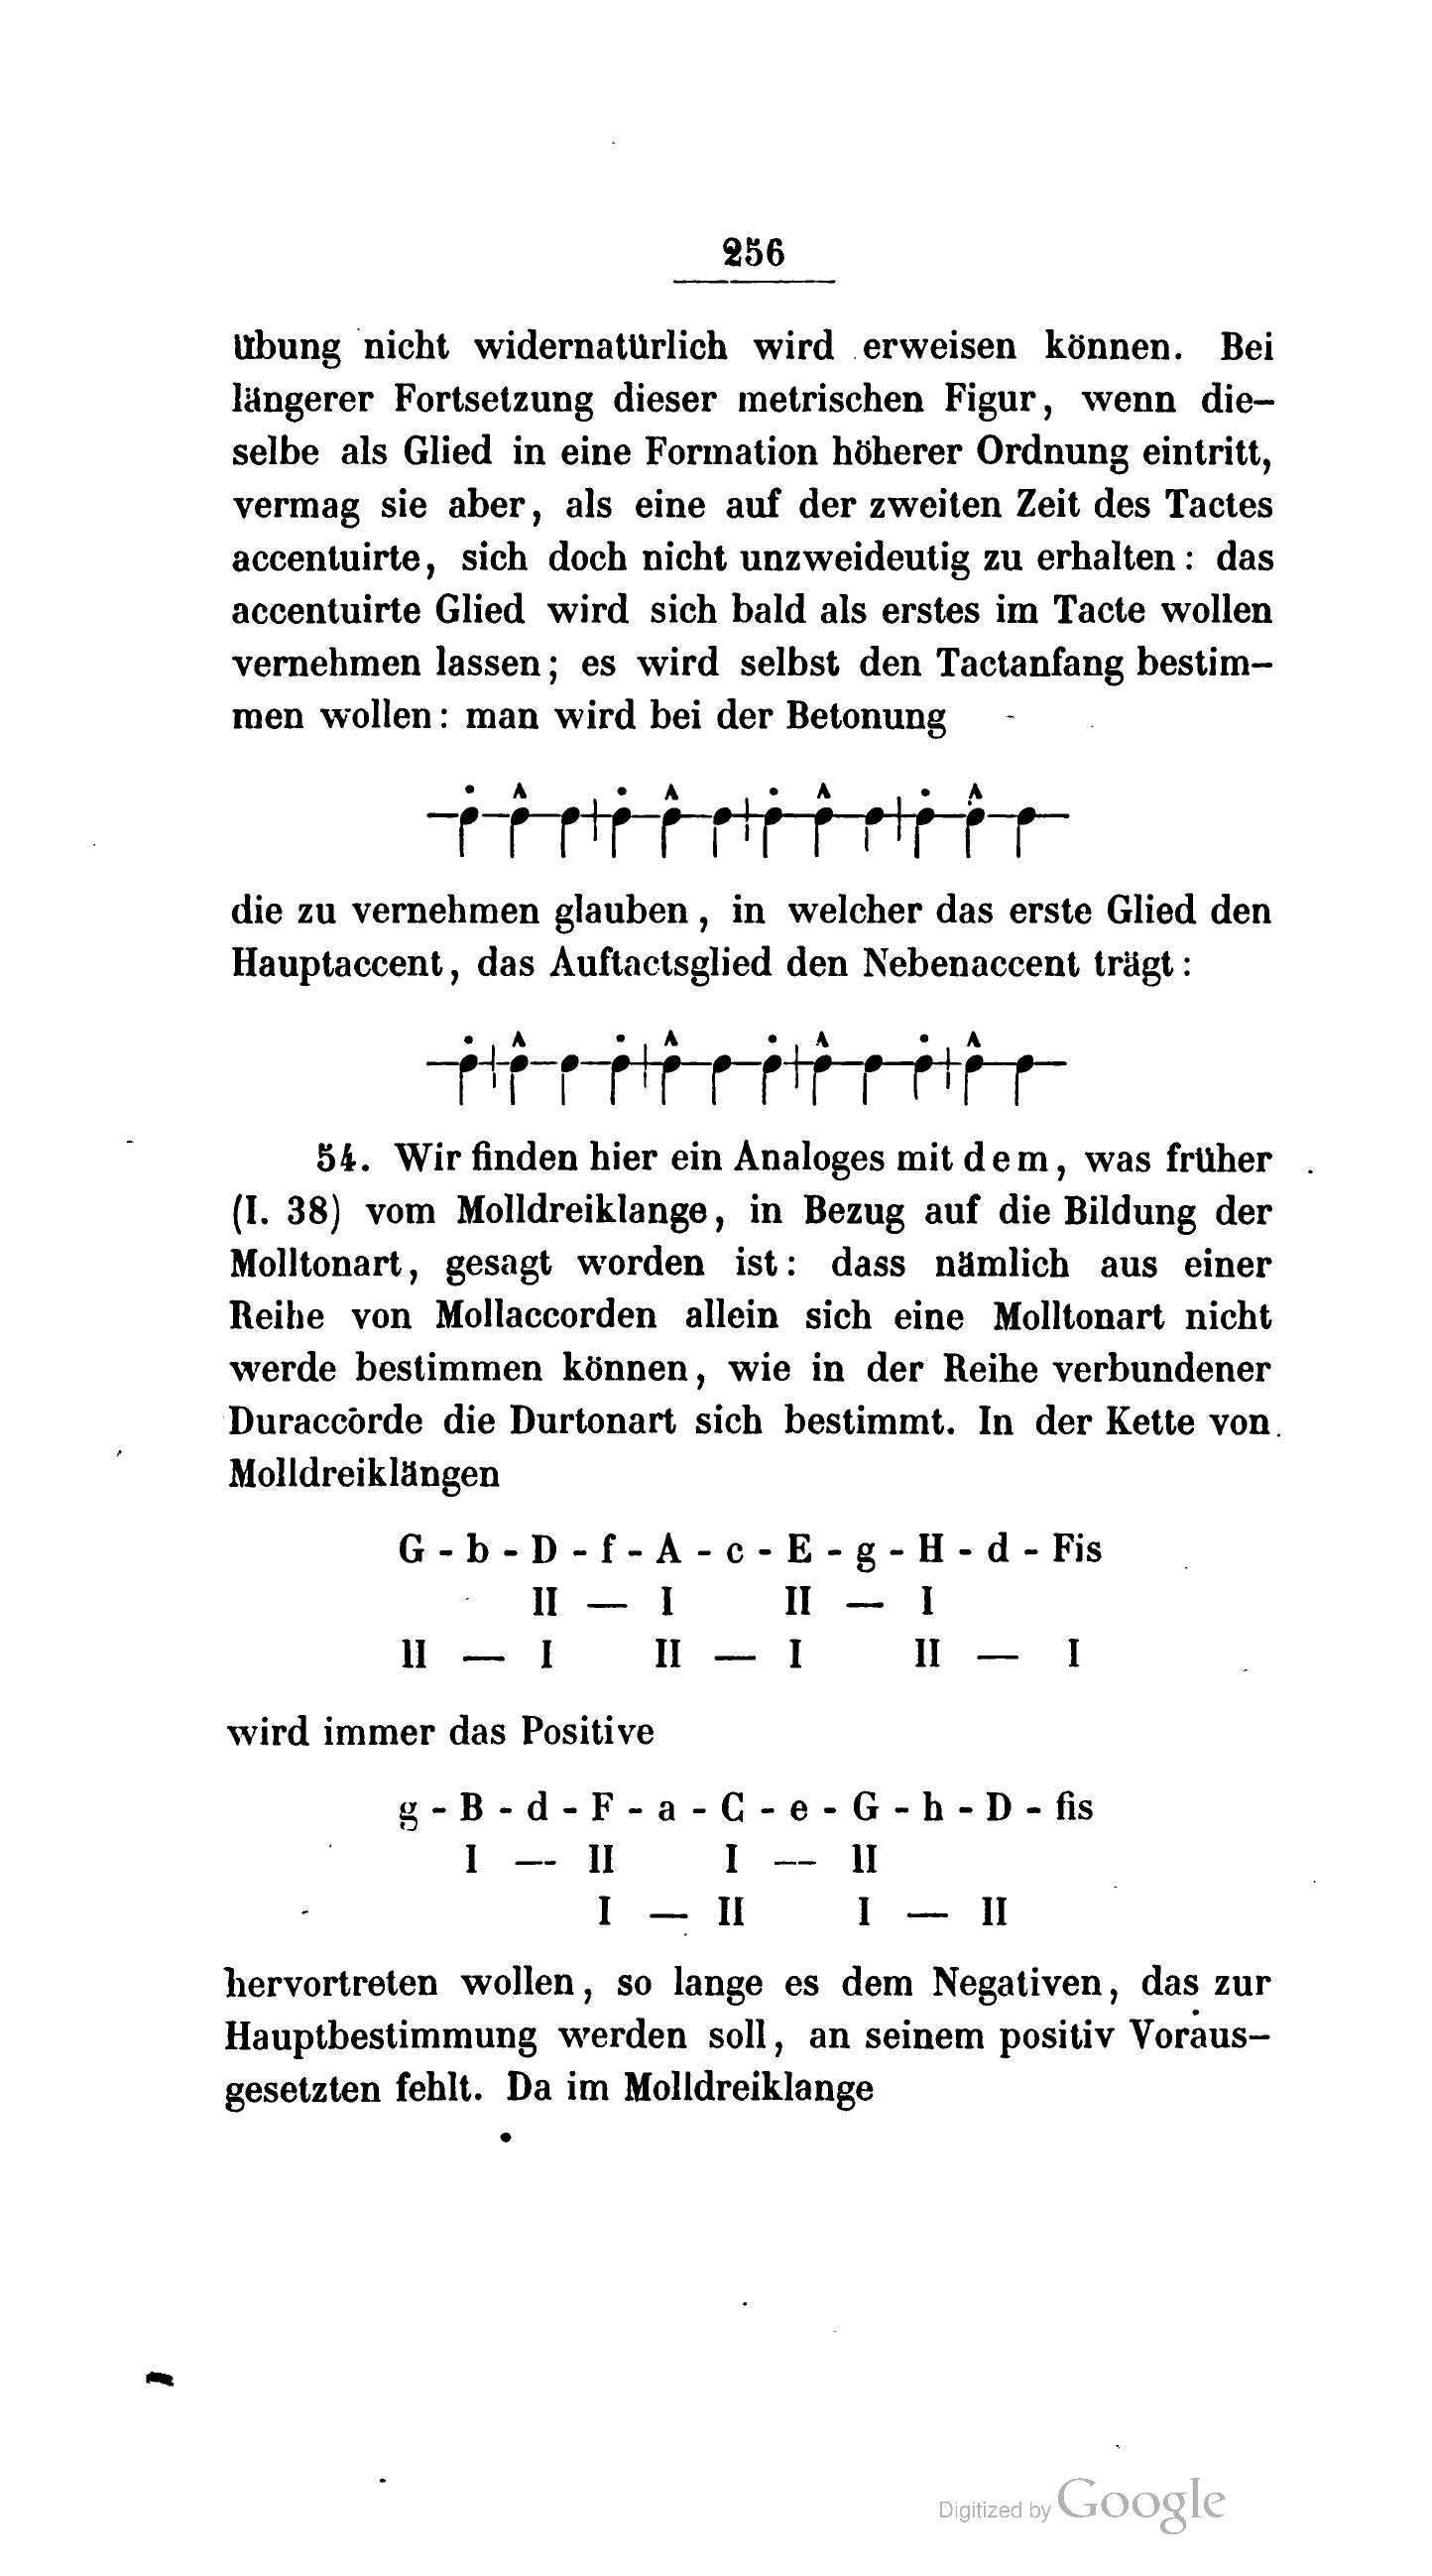 256
übung nicht widernatürlich wird erweisen können. Bei
längerer Fortsetzung dieser metrischen Figur, wenn die-
selbe als Glied in eine Formation höherer Ordnung eintritt,
vermag sie aber, als eine auf der zweiten Zeit des Tactes
accentuirte, sich doch nicht unzweideutig zu erhalten: das
accentuirte Glied wird sich bald als erstes im Tacte wollen
vernehmen lassen; es wird selbst den Tactanfang bestim-
men wollen: man wird bei der Betonung
die zu vernehmen glauben, in welcher das erste Glied den
Hauptaccent, das Auftactsglied den Nebenaccent trägt:
54. Wir finden hier ein Analoges mit dem, was früher
(I. 38) vom Molldreiklange, in Bezug auf die Bildung der
Molltonart, gesagt worden ist: dass nämlich aus einer
Reihe von Mollaccorden allein sich eine Molltonart nicht
werde bestimmen können, wie in der Reihe verbundener
Duraccorde die Durtonart sich bestimmt. In der Kette von
Molldreiklängen
G - b - D - f - A - c - E - g - H - d - Fis
II — I II — I
II — I II — I II — I
wird immer das Positive
g - B - d - F - a - C - e - G - h - D - fis
I — II I — II
I — II I — II
hervortreten wollen, so lange es dem Negativen, das zur
Hauptbestimmung werden soll, an seinem positiv Voraus-
gesetzten fehlt. Da im Molldreiklange
Digitized by Google